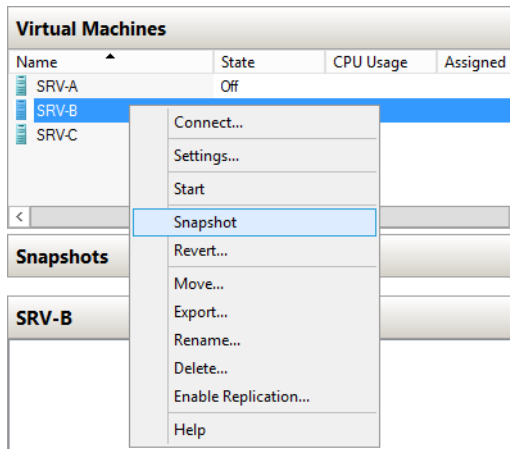 Virtual Machines
Name State CPU Usage Assigned
SRV-A Off
SRV-B
SRV-C
Connect...
Settings...
Start
Snapshot
Revert...
Move...
Export...
Rename...
Delete...
Enable Replication...
Help
Snapshots
SRV-B